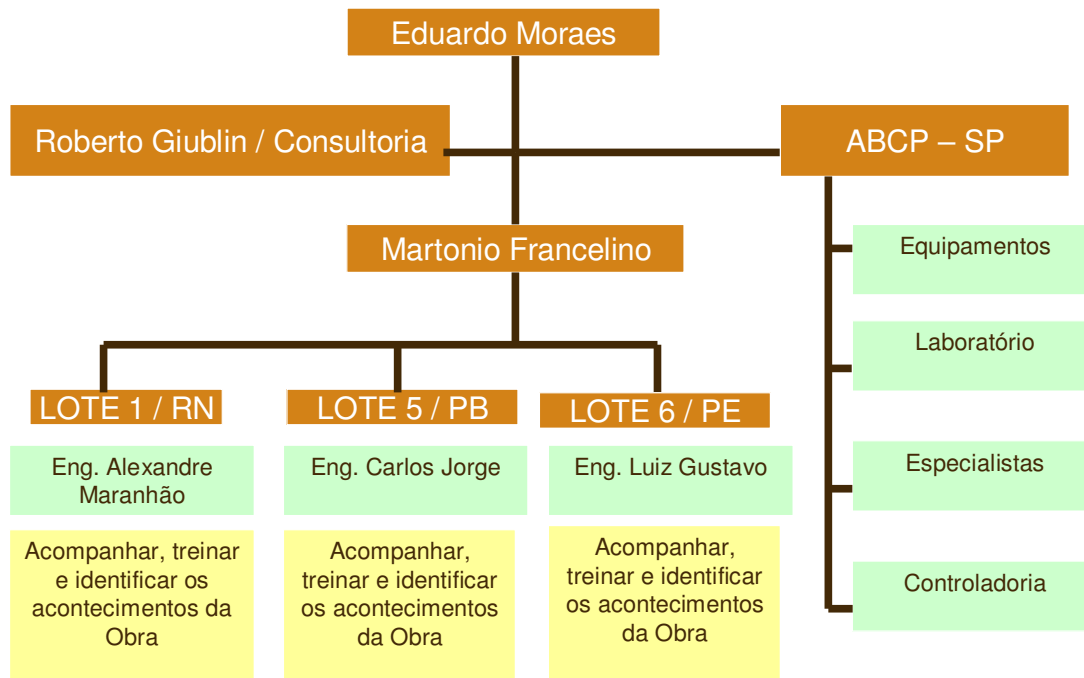 Eduardo Moraes
Roberto Giublin / Consultoria
ABCP – SP
Martonio Francelino
Equipamentos
Laboratório
Especialistas
Controladoria
LOTE 1 / RN
LOTE 5 / PB
LOTE 6 / PE
Eng. Alexandre
Maranhão
Eng. Carlos Jorge
Eng. Luiz Gustavo
Acompanhar, treinar
e identificar os
acontecimentos da
Obra
Acompanhar,
treinar e identificar
os acontecimentos
da Obra
Acompanhar,
treinar e identificar
os acontecimentos
da Obra